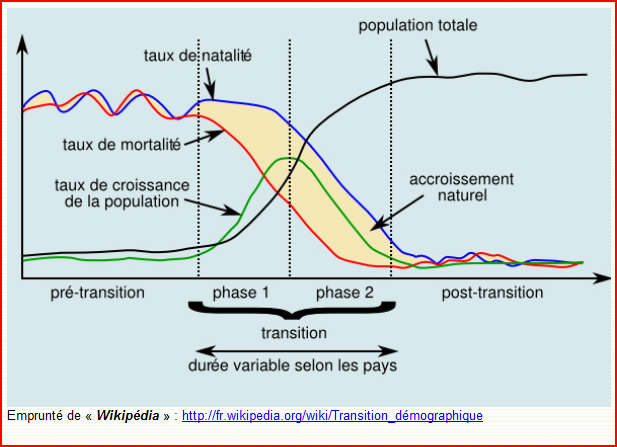 population totale
taux de natalité
taux de mortalité
taux de croissance
de la population
accroissement
naturel
pré-transition
phase 1
phase 2
post-transition
transition
durée variable selon les pays
Emprunté de « Wikipédia » : http://fr.wikipedia.org/wiki/Transition_démographique